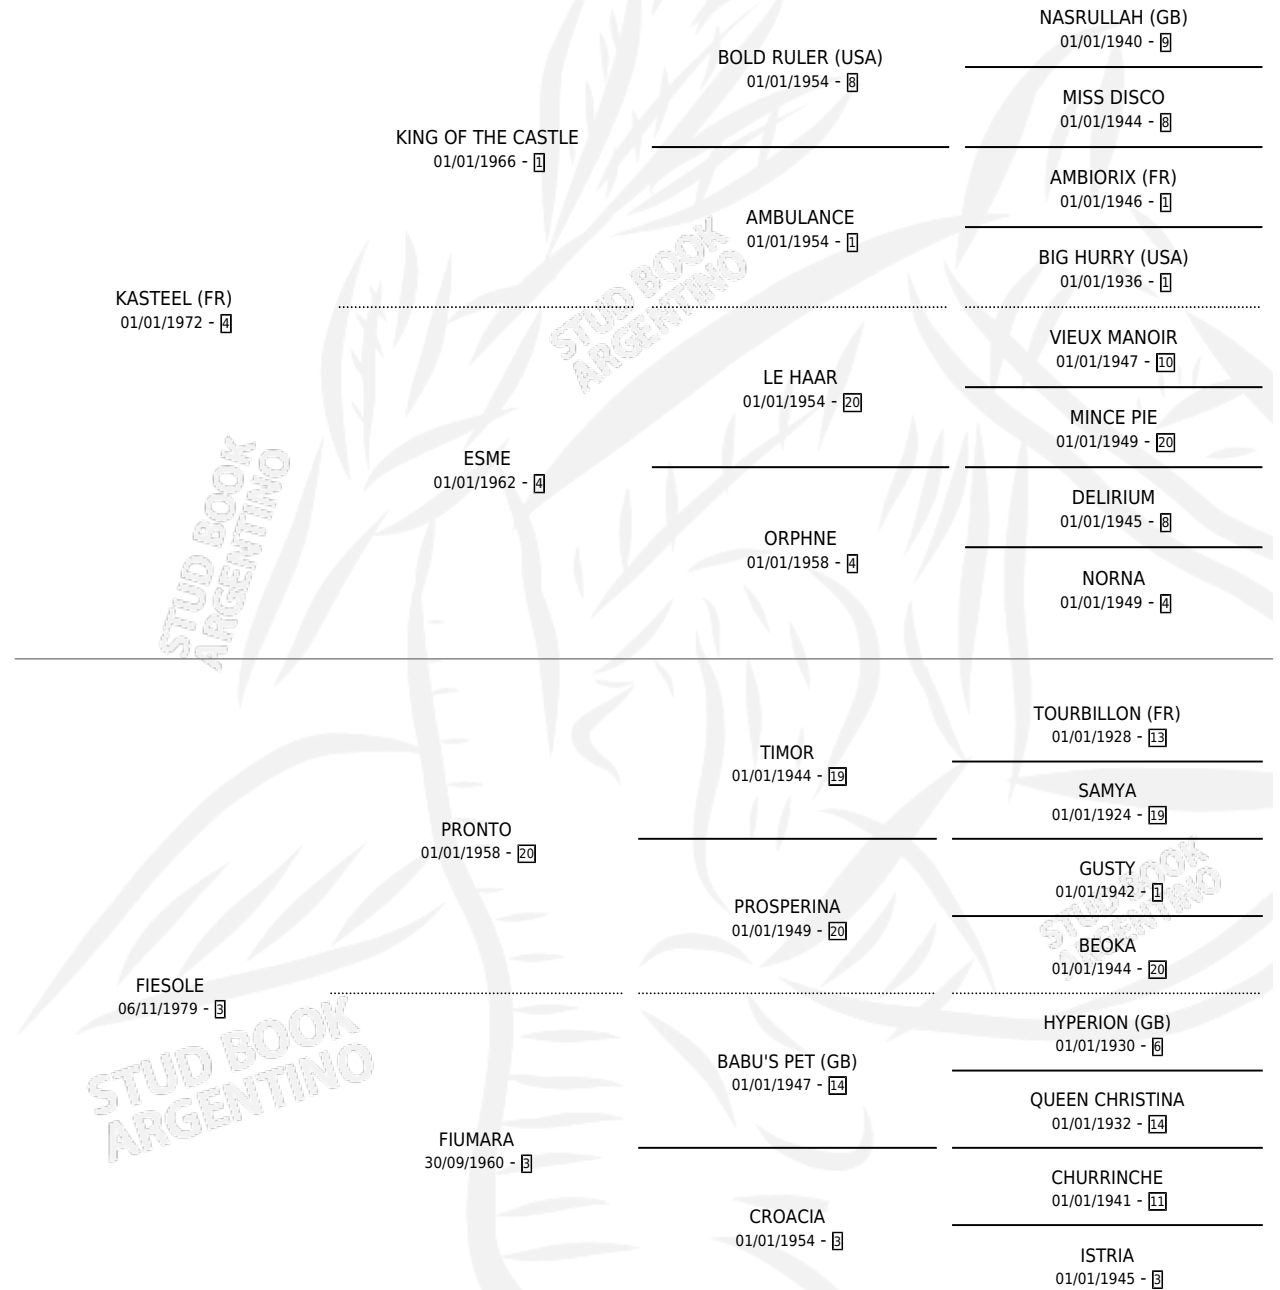 NASRULLAH (GB)
01/01/1940 - 9
BOLD RULER (USA)
01/01/1954 - 8
MISS DISCO
01/01/1944 - 8
KING OF THE CASTLE
01/01/1966 - 1
AMBIORIX (FR)
01/01/1946 - 1
AMBULANCE
01/01/1954 - 1
BIG HURRY (USA)
01/01/1936 - 1
KASTEEL (FR)
01/01/1972 - 4
VIEUX MANOIR
01/01/1947 - 10
LE HAAR
01/01/1954 - 20
MINCE PIE
01/01/1949 - 20
ESME
01/01/1962 - 4
DELIRIUM
01/01/1945 - 8
ORPHNE
01/01/1958 - 4
NORNA
01/01/1949 - 4
STUD BOOK
ARGENTINO
STUD BOOK
ARGENTINO
TOURBILLON (FR)
01/01/1928 - 13
TIMOR
01/01/1944 - 19
SAMYA
01/01/1924 - 19
PRONTO
01/01/1958 - 20
GUSTY
01/01/1942 - 1
PROSPERINA
01/01/1949 - 20
BEOKA
01/01/1944 - 20
STUD BOOK
ARGENTINO
FIESOLE
06/11/1979 - 3
HYPERION (GB)
01/01/1930 - 6
BABU'S PET (GB)
01/01/1947 - 14
QUEEN CHRISTINA
01/01/1932 - 14
STUD BOOK
ARGENTINO
FIUMARA
30/09/1960 - 3
CHURRINCHE
01/01/1941 - 11
CROACIA
01/01/1954 - 3
ISTRIA
01/01/1945 - 3